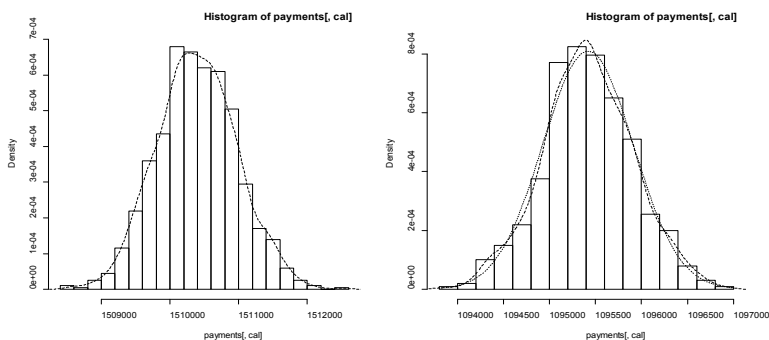 Histogram of payments[, cal]
Density
7e-04
6e-04
5e-04
4e-04
3e-04
2e-04
1e-04
0e+00
1509000 1510000 1511000 1512000
payments[, cal]
Histogram of payments[, cal]
Density
8e-04
6e-04
4e-04
2e-04
0e+00
1094000 1094500 1095000 1095500 1096000 1096500 1097000
payments[, cal]